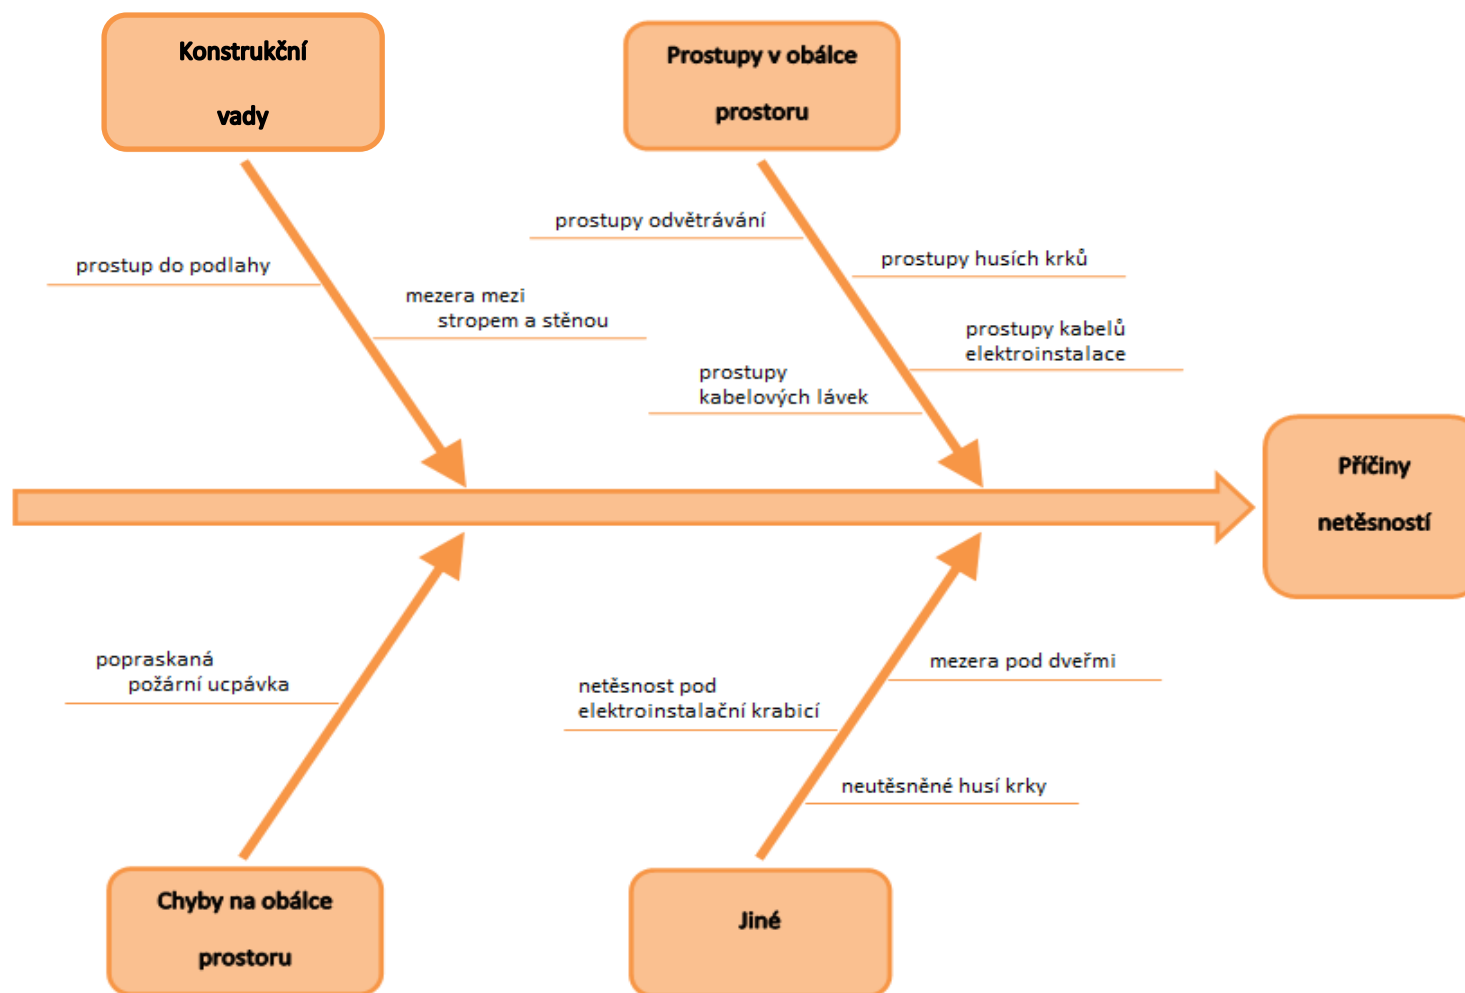 Konstrukční
vady
Prostupy v obálce
prostoru
prostupy odvětrávání
prostup do podlahy
prostupy husích krků
mezera mezi
stropem a stěnou
prostupy kabelů
elektroinstalace
prostupy
kabelových lávek
Příčiny
netěsností
popraskaná
požární ucpávka
mezera pod dveřmi
netěsnost pod
elektroinstalační krabicí
neutěsněné husí krky
Chyby na obálce
prostoru
Jiné